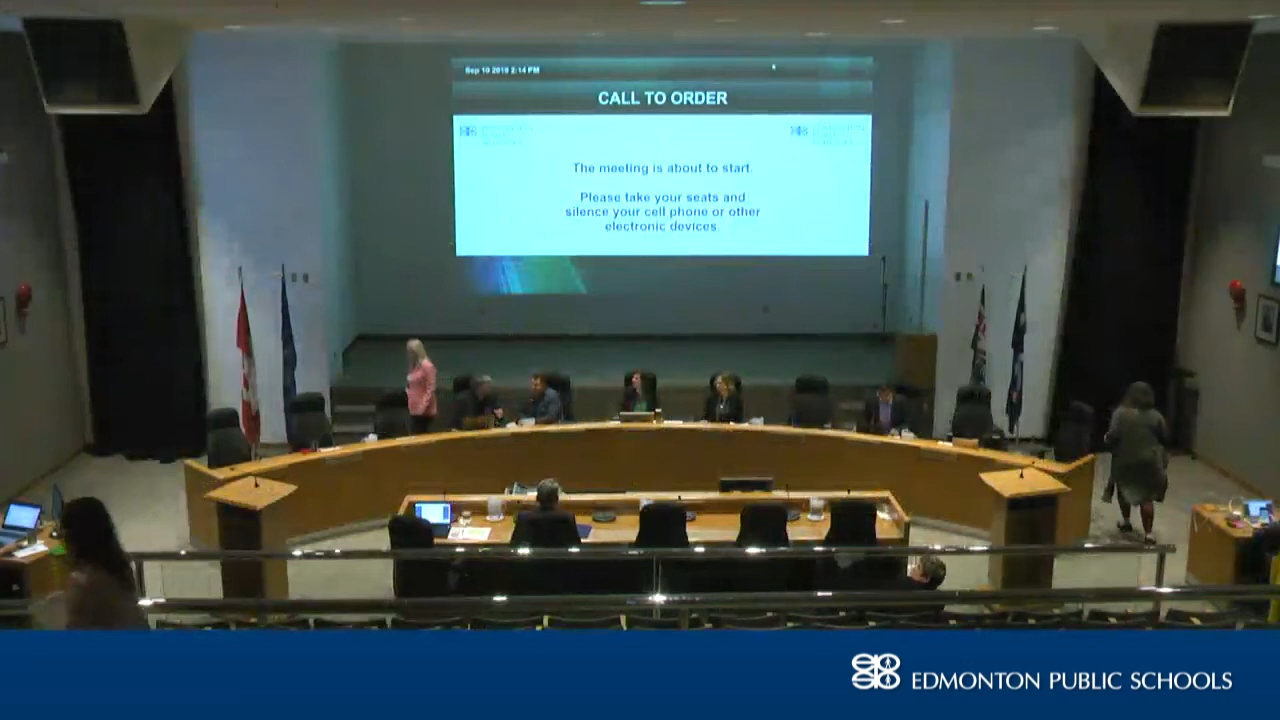 Sep 10 2019 2:14 PM
CALL TO ORDER
The meeting is about to start.
Please take your seats and
silence your cell phone or other
electronic devices.
EDMONTON PUBLIC SCHOOLS